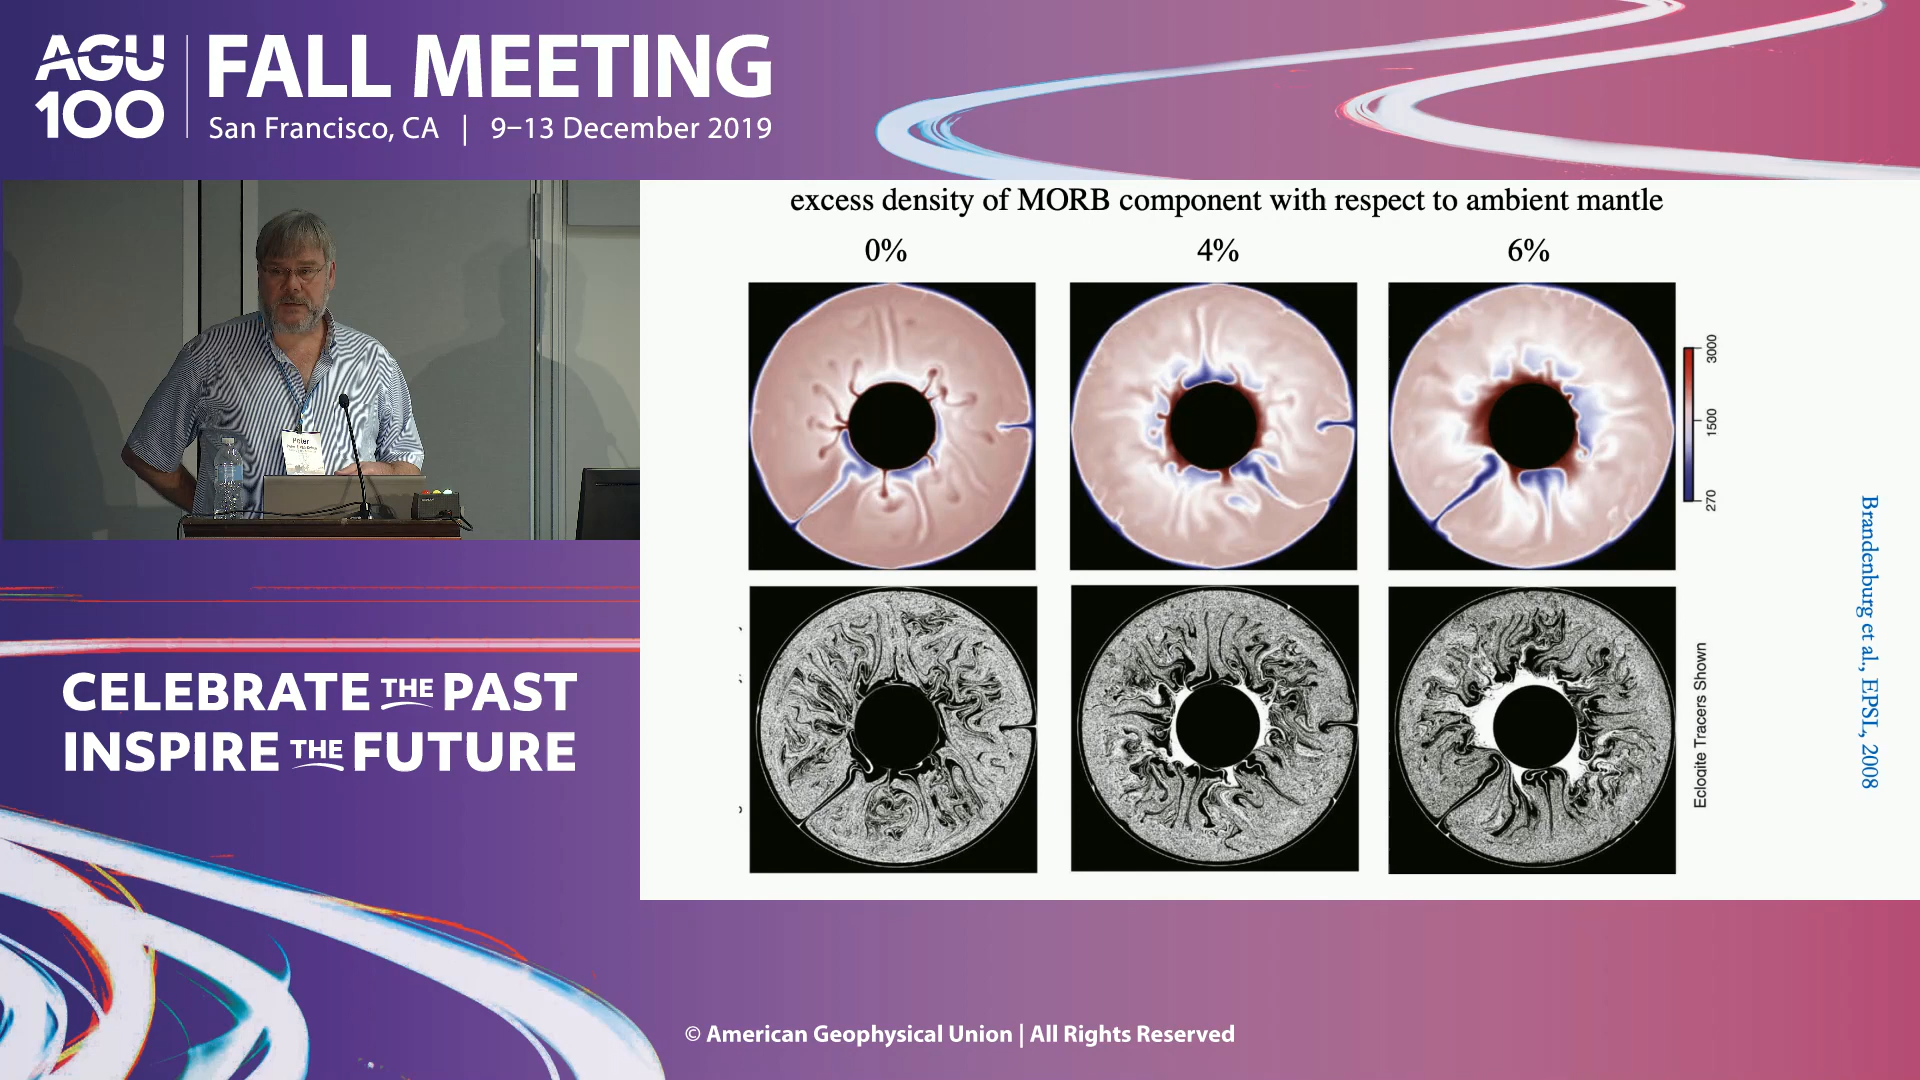 AGU
100
FALL MEETING
San Francisco, CA | 9–13 December 2019
excess density of MORB component with respect to ambient mantle
0%
4%
6%
3000
1500
270
Brandenburg et al., EPSL, 2008
Eclogite Tracers Shown
Peter
CELEBRATE THE PAST
INSPIRE THE FUTURE
© American Geophysical Union | All Rights Reserved